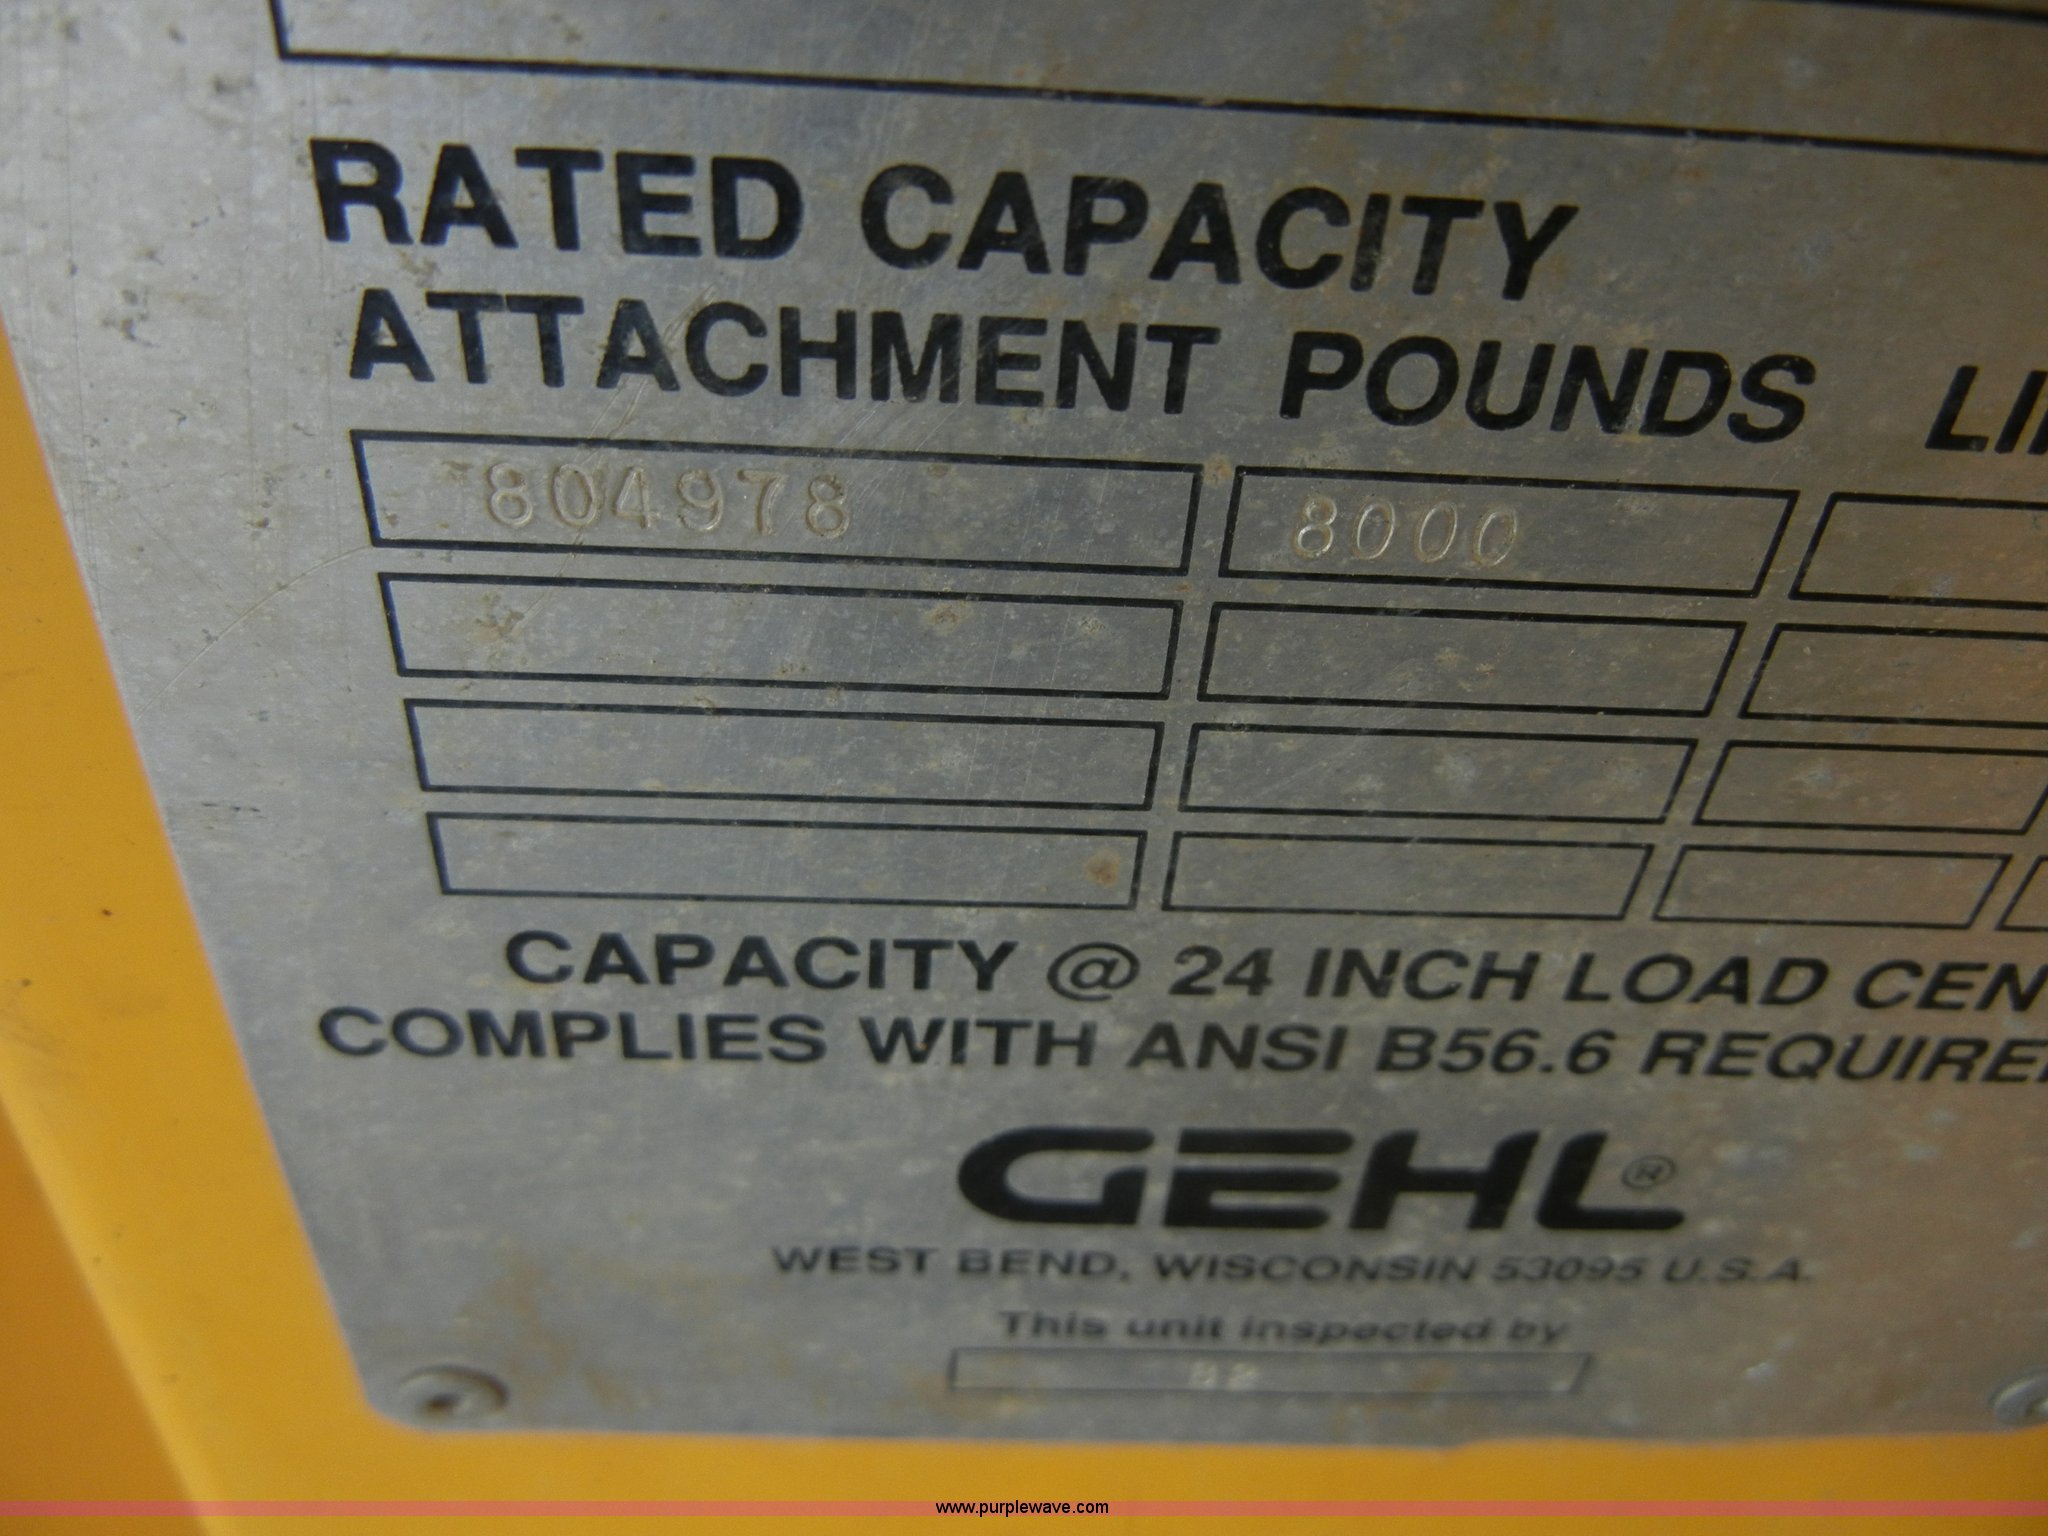 RATED CAPACITY
ATTACHMENT POUNDS LI
804978 8000
CAPACITY @ 24 INCH LOAD CEN
COMPLIES WITH ANSI B56.6 REQUIRE
GEHL®
WEST BEND, WISCONSIN 53095 U.S.A.
This unit inspected by
www.purplewave.com